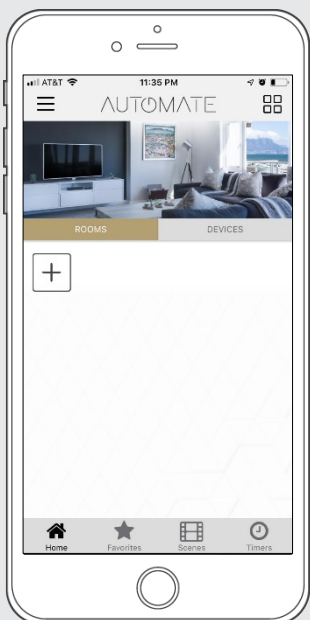 AT&T 11:35 PM
AUTOMATE
ROOMS DEVICES
Home Favorites Scenes Timers